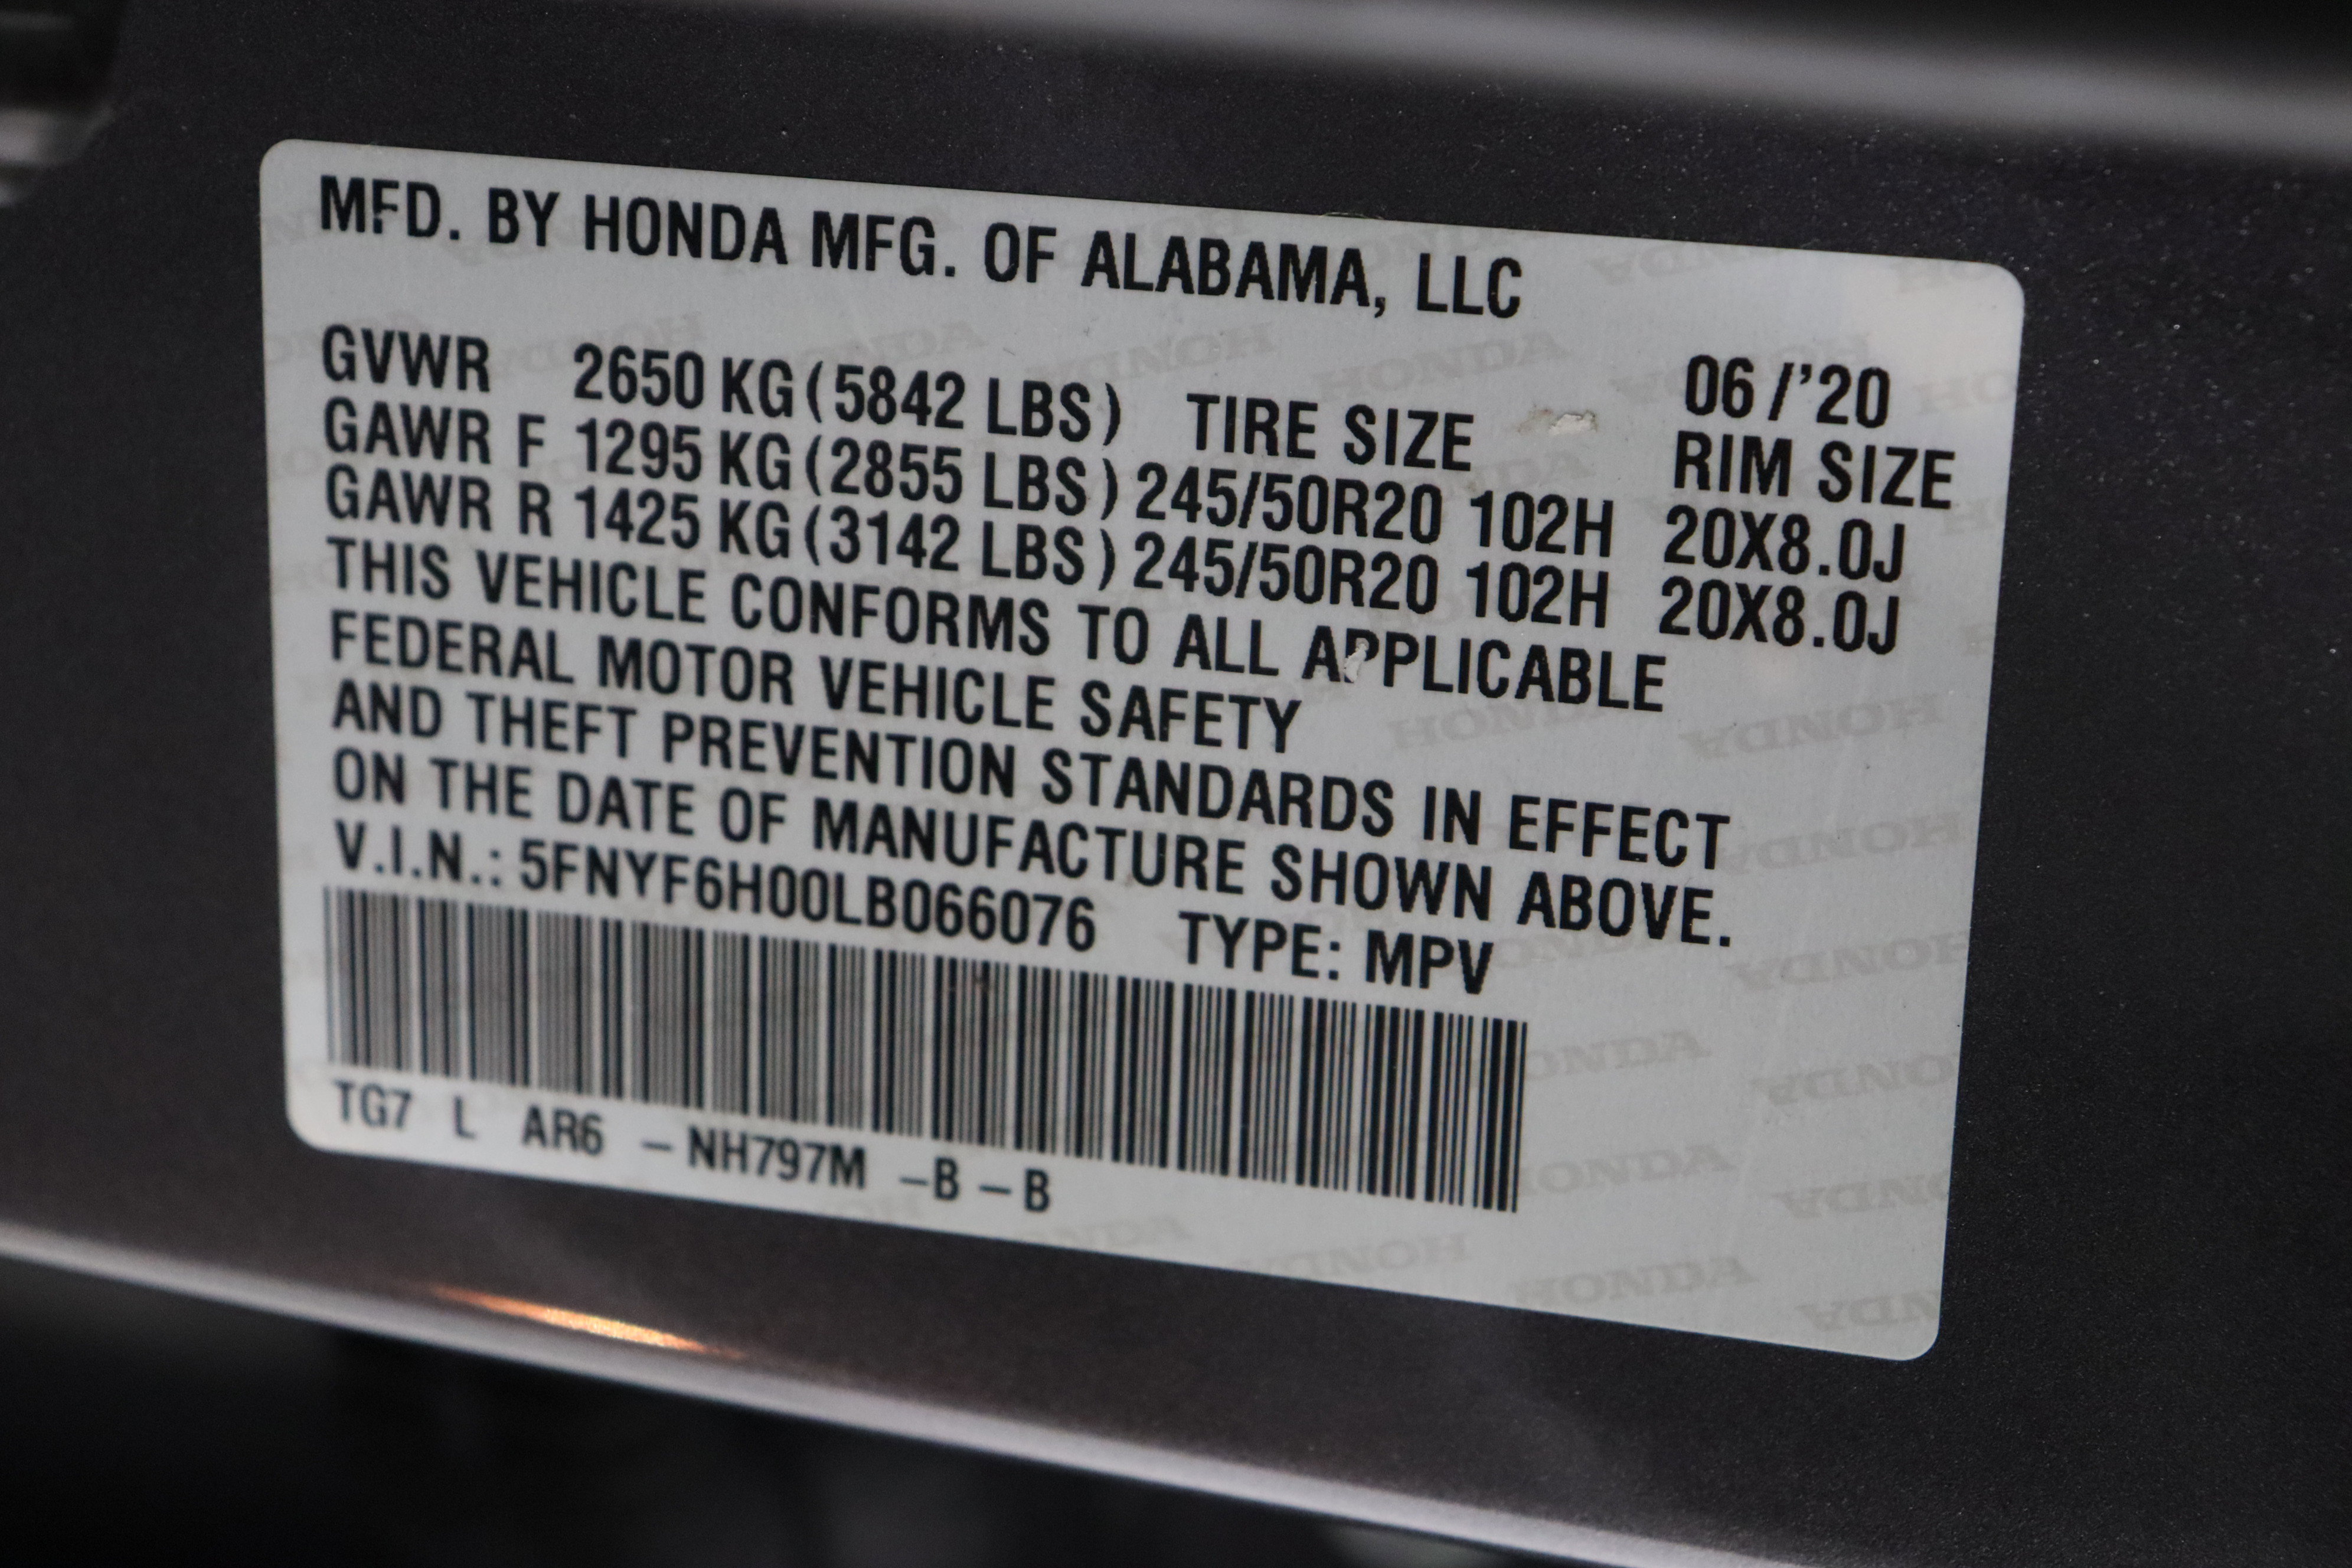 MFD. BY HONDA MFG. OF ALABAMA, LLC
06/'20
GVWR 2650 KG (5842 LBS) TIRE SIZE RIM SIZE
GAWR F 1295 KG (2855 LBS) 245/50R20 102H 20X8.0J
GAWR R 1425 KG (3142 LBS) 245/50R20 102H 20X8.0J
THIS VEHICLE CONFORMS TO ALL APPLICABLE
FEDERAL MOTOR VEHICLE SAFETY
AND THEFT PREVENTION STANDARDS IN EFFECT
ON THE DATE OF MANUFACTURE SHOWN ABOVE.
V.I.N.: 5FNYF6H00LB066076 TYPE: MPV
TG7 L AR6 – NH797M –B – B